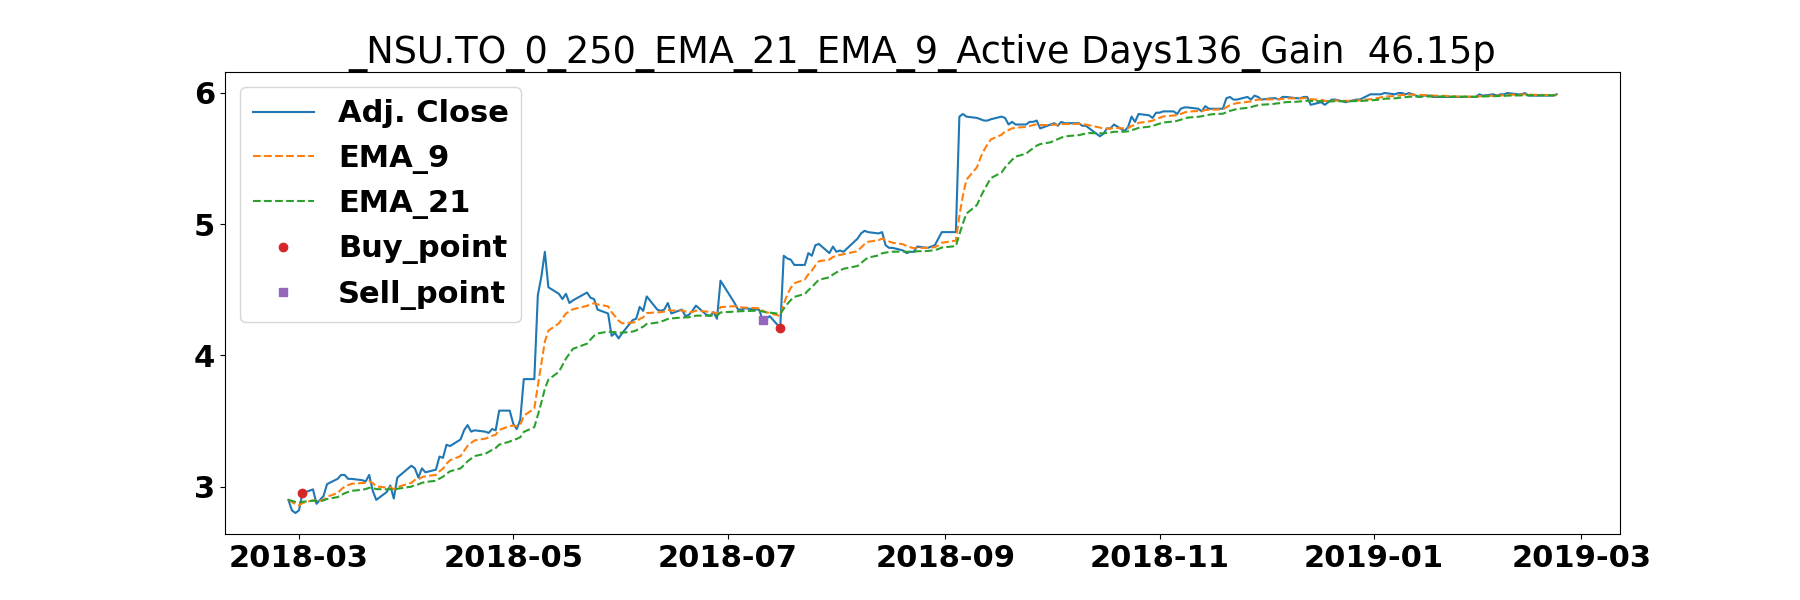 _NSU.TO_0_250_EMA_21_EMA_9_Active Days136_Gain  46.15p
Adj. Close
EMA_9
EMA_21
Buy_point
Sell_point
6
5
4
3
2018-03 2018-05 2018-07 2018-09 2018-11 2019-01 2019-03